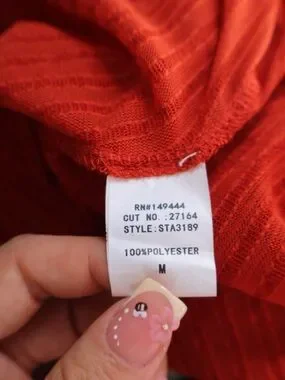 RN#149444
CUT NO.:27164
STYLE:STA3189
100%POLYESTER
M